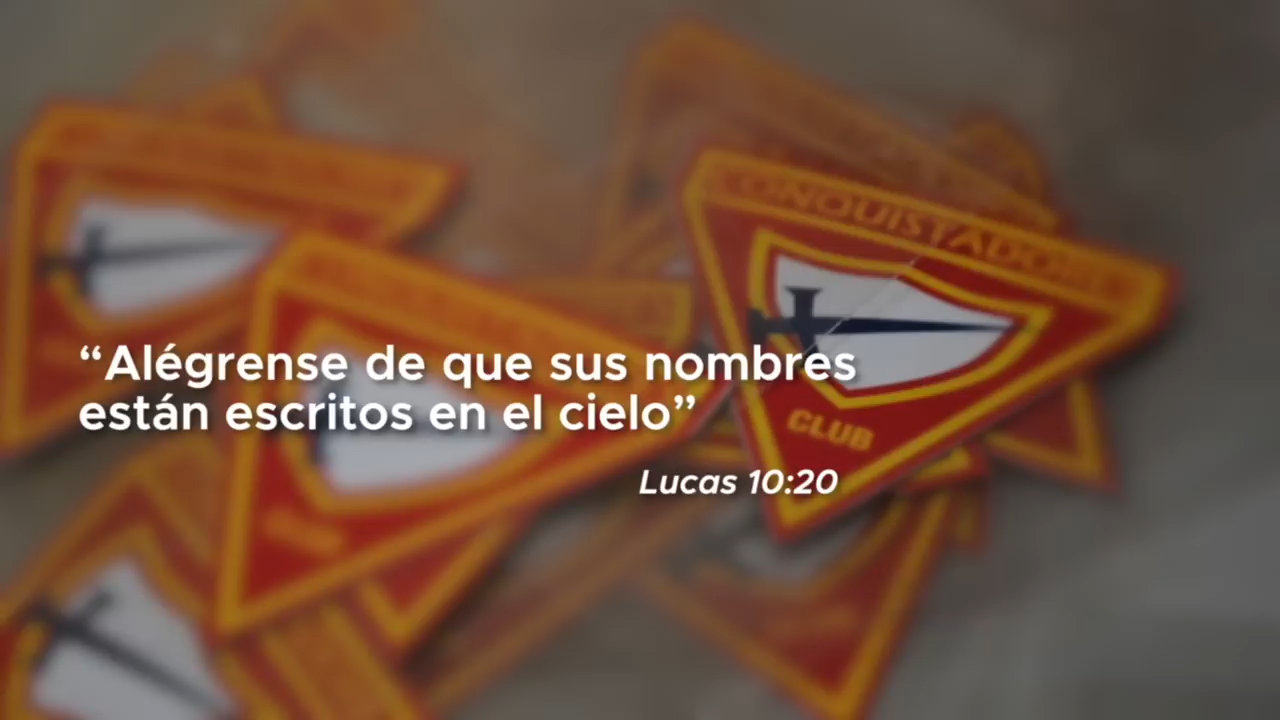 CONQUISTADORES
“Alégrense de que sus nombres
están escritos en el cielo”
CLUB
Lucas 10:20